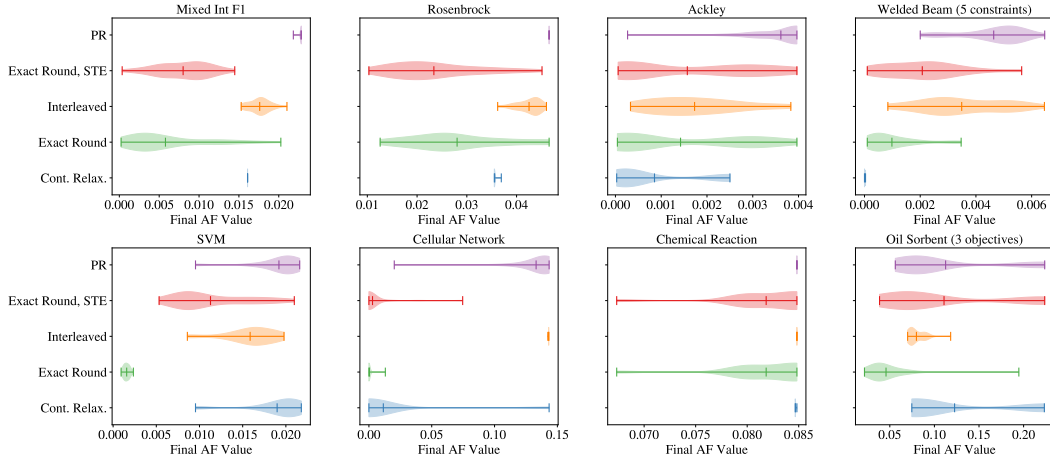 Mixed Int F1
Rosenbrock
Ackley
Welded Beam (5 constraints)
PR
Exact Round, STE
Interleaved
Exact Round
Cont. Relax.
0.000 0.005 0.010 0.015 0.020
0.01 0.02 0.03 0.04
0.000 0.001 0.002 0.003 0.004
0.000 0.002 0.004 0.006
Final AF Value
Final AF Value
Final AF Value
Final AF Value
SVM
Cellular Network
Chemical Reaction
Oil Sorbent (3 objectives)
PR
Exact Round, STE
Interleaved
Exact Round
Cont. Relax.
0.000 0.005 0.010 0.015 0.020
0.00 0.05 0.10 0.15
0.070 0.075 0.080 0.085
0.05 0.10 0.15 0.20
Final AF Value
Final AF Value
Final AF Value
Final AF Value